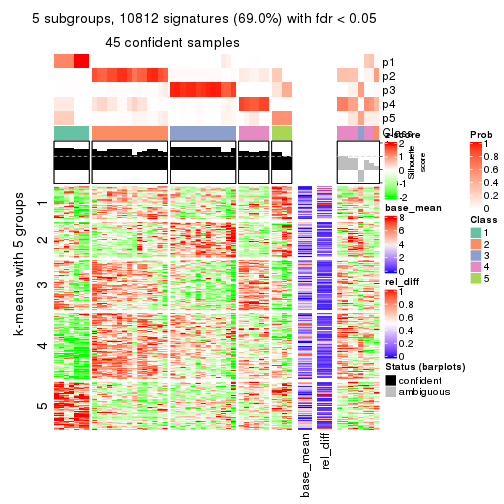 5 subgroups, 10812 signatures (69.0%) with fdr < 0.05
45 confident samples
p1
p2
p3
p4
p5
Class
Silhouette
score
k-means with 5 groups
1
2
3
4
5
base_mean
rel_diff
z-score
2
1
0
-1
-2
base_mean
8
6
4
2
0
rel_diff
1
0.8
0.6
0.4
0.2
0
Status (barplots)
confident
ambiguous
Prob
1
0.8
0.6
0.4
0.2
0
Class
1
2
3
4
5